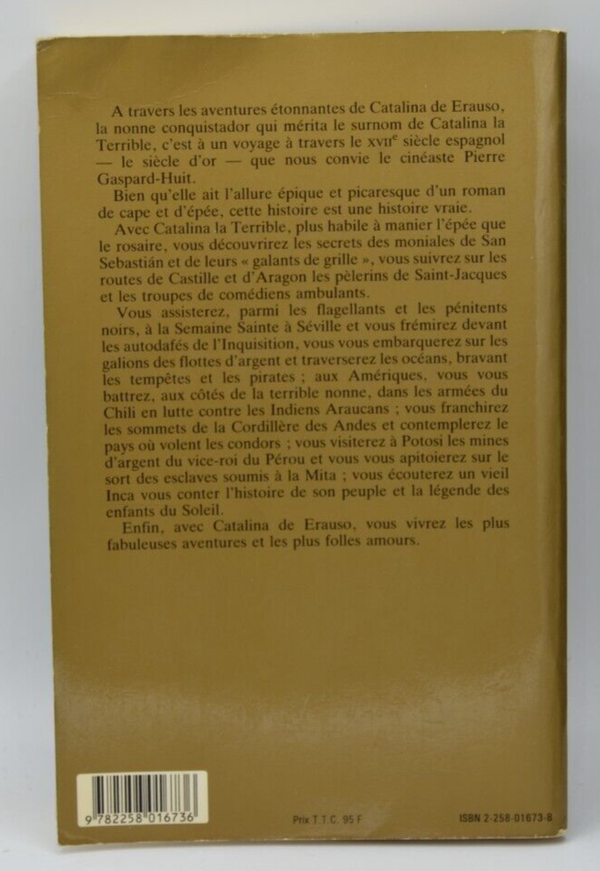 A travers les aventures étonnantes de Catalina de Erauso,
la nonne conquistador qui mérita le surnom de Catalina la
Terrible, c'est à un voyage à travers le XVIIe siècle espagnol
— le siècle d'or — que nous convie le cinéaste Pierre
Gaspard-Huit.
Bien qu'elle ait l'allure épique et picaresque d'un roman
de cape et d'épée, cette histoire est une histoire vraie.
Avec Catalina la Terrible, plus habile à manier l'épée que
le rosaire, vous découvrirez les secrets des moniales de San
Sebastián et de leurs « galants de grille », vous suivrez sur les
routes de Castille et d'Aragon les pèlerins de Saint-Jacques
et les troupes de comédiens ambulants.
Vous assisterez, parmi les flagellants et les pénitents
noirs, à la Semaine Sainte à Séville et vous frémirez devant
les autodafés de l'Inquisition, vous vous embarquerez sur les
galions des flottes d'argent et traverserez les océans, bravant
les tempêtes et les pirates ; aux Amériques, vous vous
battrez, aux côtés de la terrible nonne, dans les armées du
Chili en lutte contre les Indiens Araucans ; vous franchirez
les sommets de la Cordillère des Andes et contemplerez le
pays où volent les condors ; vous visiterez à Potosi les mines
d'argent du vice-roi du Pérou et vous vous apitoierez sur le
sort des esclaves soumis à la Mita ; vous écouterez un vieil
Inca vous conter l'histoire de son peuple et la légende des
enfants du Soleil.
Enfin, avec Catalina de Erauso, vous vivrez les plus
fabuleuses aventures et les plus folles amours.
9 782258 016736
Prix T.T.C. 95 F
ISBN 2-258-01673-8